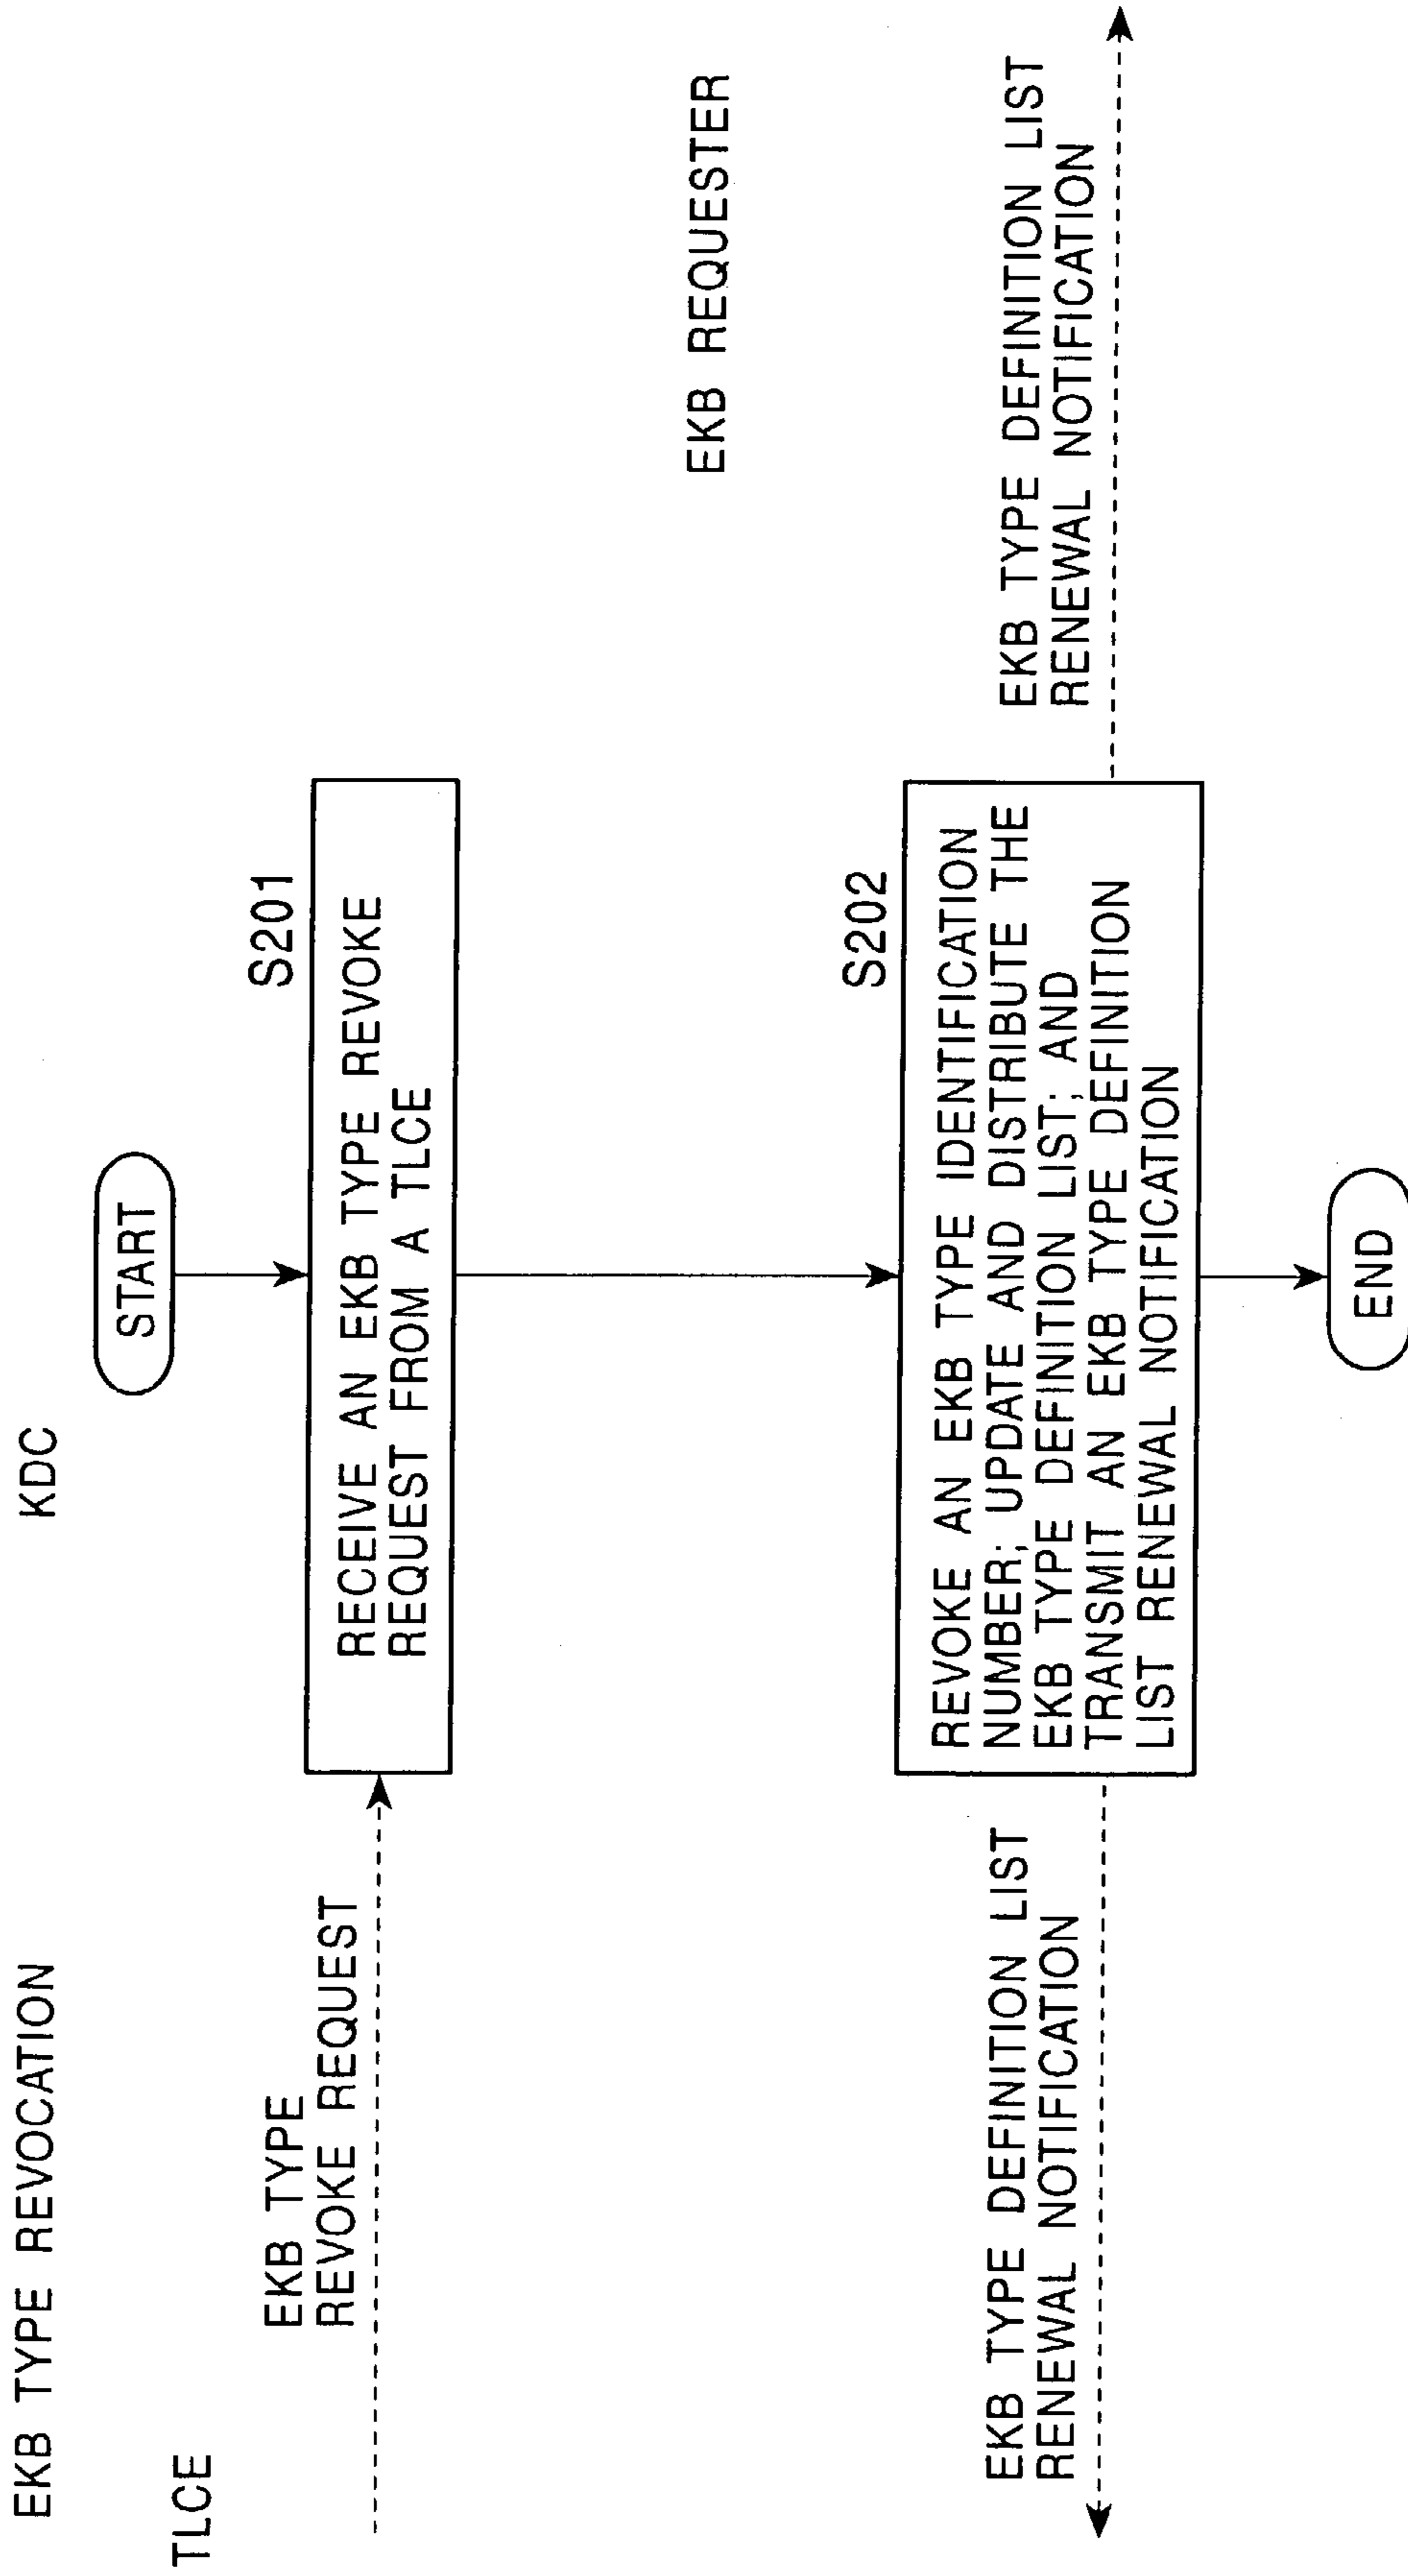 EKB TYPE REVOCATION
KDC
TLCE
START
S201
EKB TYPE
REVOKE REQUEST
RECEIVE AN EKB TYPE REVOKE
REQUEST FROM A TLCE
EKB REQUESTER
S202
EKB TYPE DEFINITION LIST
RENEWAL NOTIFICATION
REVOKE AN EKB TYPE IDENTIFICATION
NUMBER; UPDATE AND DISTRIBUTE THE
EKB TYPE DEFINITION LIST; AND
TRANSMIT AN EKB TYPE DEFINITION
LIST RENEWAL NOTIFICATION
EKB TYPE DEFINITION LIST
RENEWAL NOTIFICATION
END